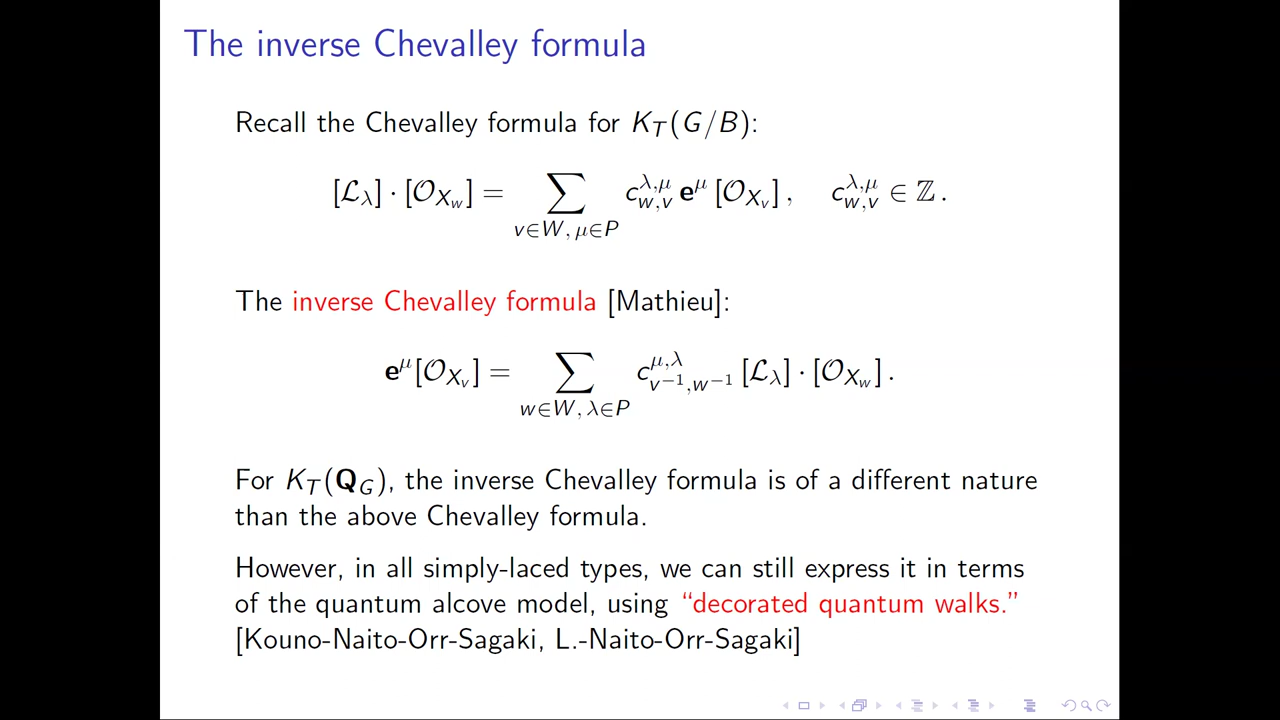 The inverse Chevalley formula
Recall the Chevalley formula for $K_T(G/B)$:
$[\mathcal{L}_\lambda] \cdot [\mathcal{O}_{X_w}] = \sum_{v \in W, \mu \in P} c_{w,v}^{\lambda,\mu} \, \mathbf{e}^\mu \, [\mathcal{O}_{X_v}] \, , \quad c_{w,v}^{\lambda,\mu} \in \mathbb{Z} \, .$
The inverse Chevalley formula [Mathieu]:
$\mathbf{e}^\mu [\mathcal{O}_{X_v}] = \sum_{w \in W, \lambda \in P} c_{v^{-1},w^{-1}}^{\mu,\lambda} \, [\mathcal{L}_\lambda] \cdot [\mathcal{O}_{X_w}] \, .$
For $K_T(\mathbf{Q}_G)$, the inverse Chevalley formula is of a different nature
than the above Chevalley formula.
However, in all simply-laced types, we can still express it in terms
of the quantum alcove model, using “decorated quantum walks.”
[Kouno-Naito-Orr-Sagaki, L.-Naito-Orr-Sagaki]